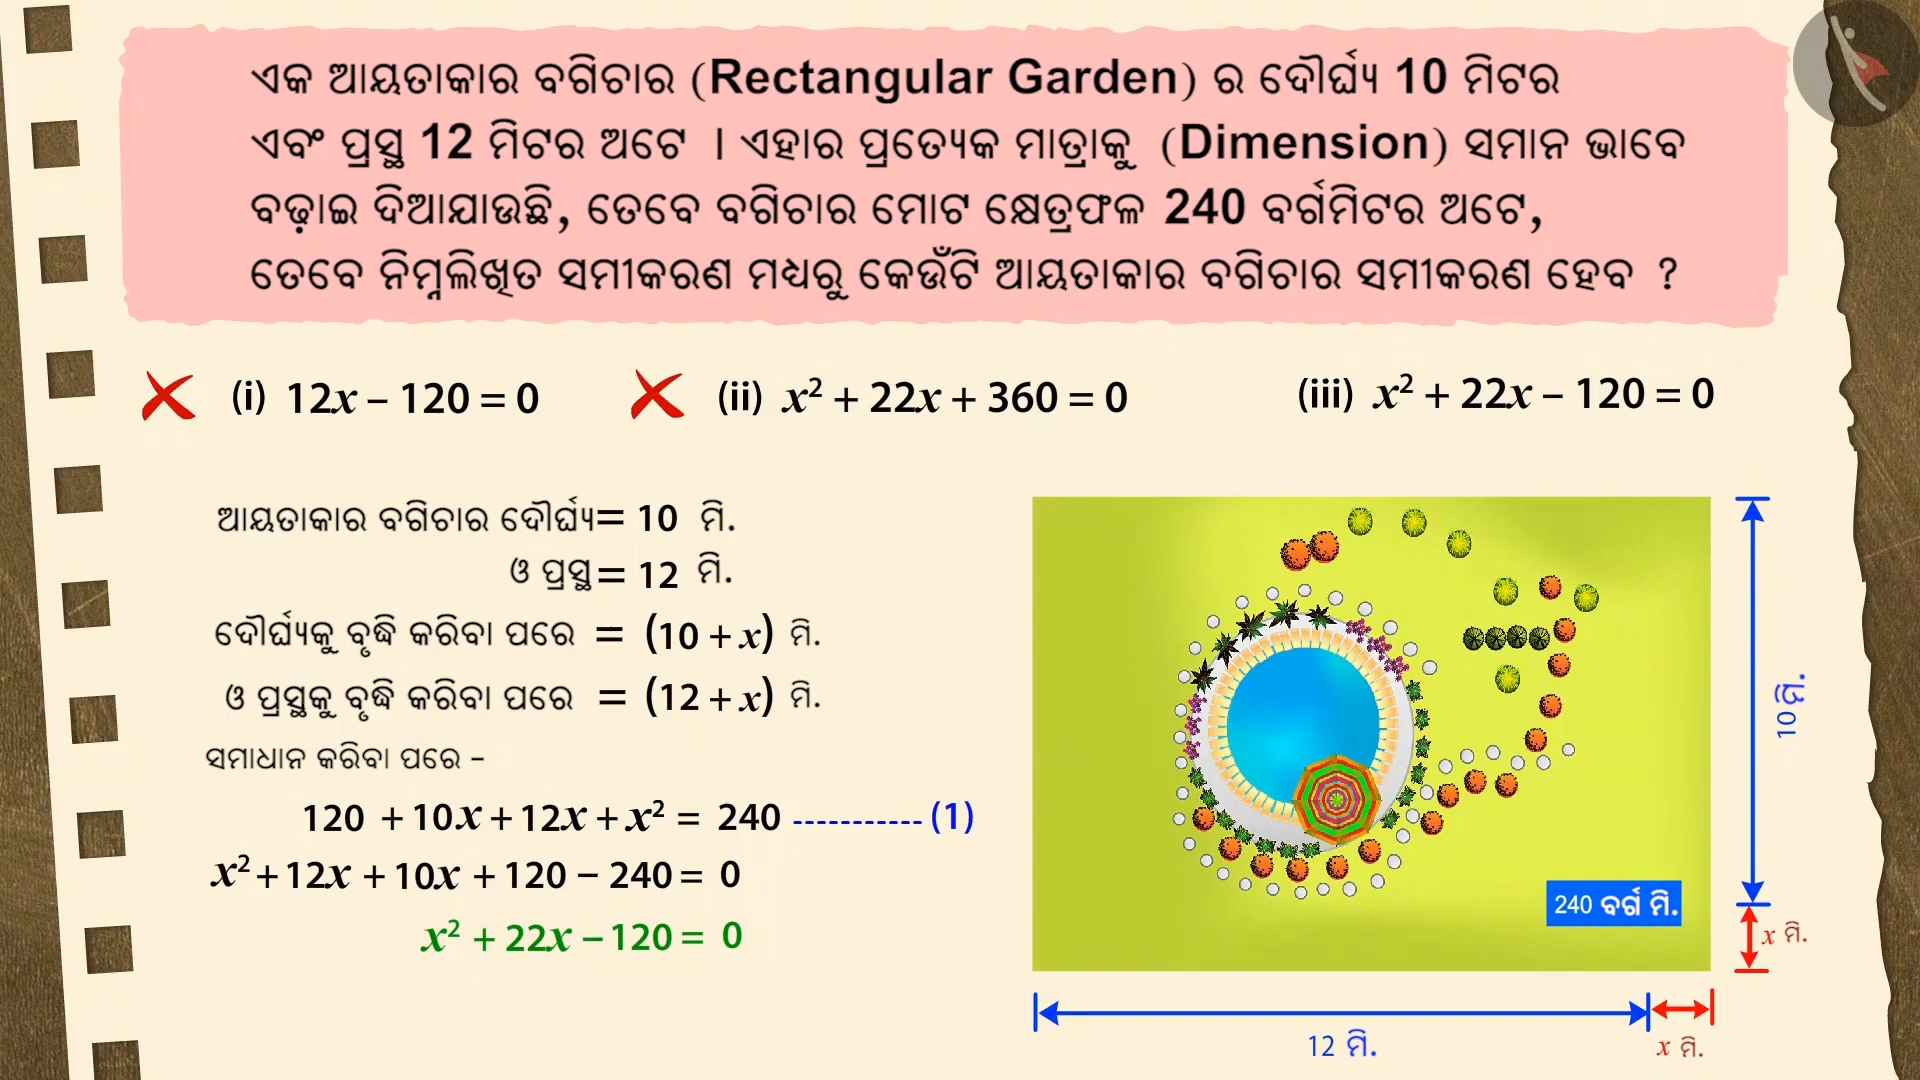 ଏକ ଆୟତାକାର ବଗିଚାର (Rectangular Garden) ର ଦୌର୍ଘ୍ୟ 10 ମିଟର
ଏବଂ ପ୍ରସ୍ଥ 12 ମିଟର ଅଟେ । ଏହାର ପ୍ରତ୍ୟେକ ମାତ୍ରାକୁ (Dimension) ସମାନ ଭାବେ
ବଢ଼ାଇ ଦିଆଯାଉଛି, ତେବେ ବଗିଚାର ମୋଟ କ୍ଷେତ୍ରଫଳ 240 ବର୍ଗମିଟର ଅଟେ,
ତେବେ ନିମ୍ନଲିଖିତ ସମୀକରଣ ମଧ୍ୟରୁ କେଉଁଟି ଆୟତାକାର ବଗିଚାର ସମୀକରଣ ହେବ ?
(i) 12x – 120 = 0 (ii) x² + 22x + 360 = 0 (iii) x² + 22x – 120 = 0
ଆୟତାକାର ବଗିଚାର ଦୌର୍ଘ୍ୟ = 10 ମି.
ଓ ପ୍ରସ୍ଥ = 12 ମି.
ଦୌର୍ଘ୍ୟକୁ ବୃଦ୍ଧି କରିବା ପରେ = (10 + x) ମି.
ଓ ପ୍ରସ୍ଥକୁ ବୃଦ୍ଧି କରିବା ପରେ = (12 + x) ମି.
ସମାଧାନ କରିବା ପରେ –
120 + 10x + 12x + x² = 240 ----------- (1)
x² + 12x + 10x + 120 – 240 = 0
x² + 22x – 120 = 0
10 ମି.
240 ବର୍ଗ ମି.
x ମି.
12 ମି.
x ମି.